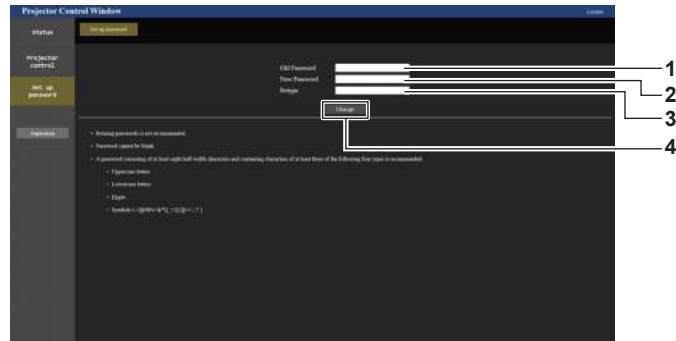 Projector Control Window
Status
Set up password
Projector control
Set up password
Old Password
New Password
Retype
Change
1
2
3
4
• Reusing passwords is not recommended.
• Password cannot be blank.
• A password consisting of at least eight half width characters and containing characters of at least three of the following four types is recommended.
◦ Uppercase letters
◦ Lowercase letters
◦ Digits
◦ Symbols